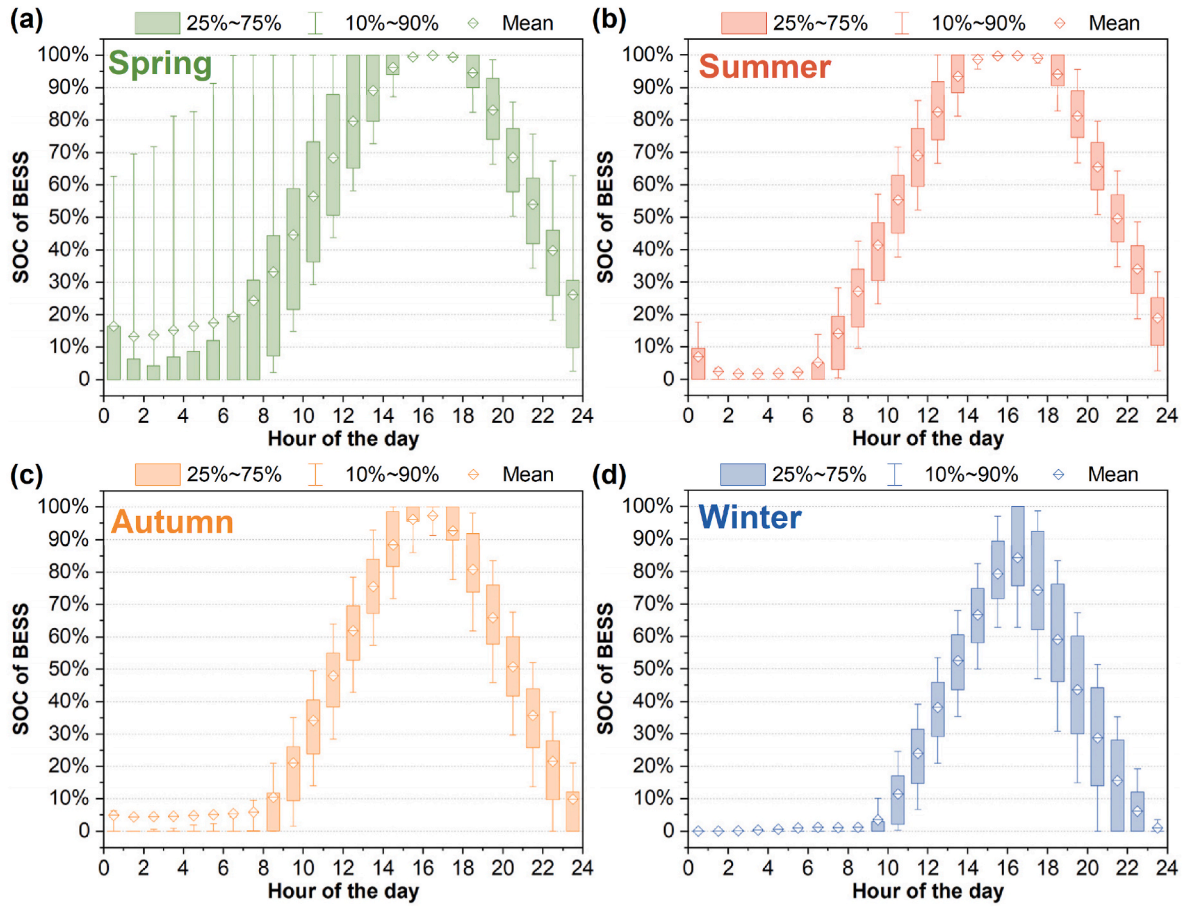 (a) 25%~75% 10%~90% Mean
Spring
100%
90%
80%
70%
60%
50%
40%
30%
20%
10%
0
SOC of BESS
0 2 4 6 8 10 12 14 16 18 20 22 24
Hour of the day
(b) 25%~75% 10%~90% Mean
Summer
100%
90%
80%
70%
60%
50%
40%
30%
20%
10%
0
SOC of BESS
0 2 4 6 8 10 12 14 16 18 20 22 24
Hour of the day
(c) 25%~75% 10%~90% Mean
Autumn
100%
90%
80%
70%
60%
50%
40%
30%
20%
10%
0
SOC of BESS
0 2 4 6 8 10 12 14 16 18 20 22 24
Hour of the day
(d) 25%~75% 10%~90% Mean
Winter
100%
90%
80%
70%
60%
50%
40%
30%
20%
10%
0
SOC of BESS
0 2 4 6 8 10 12 14 16 18 20 22 24
Hour of the day